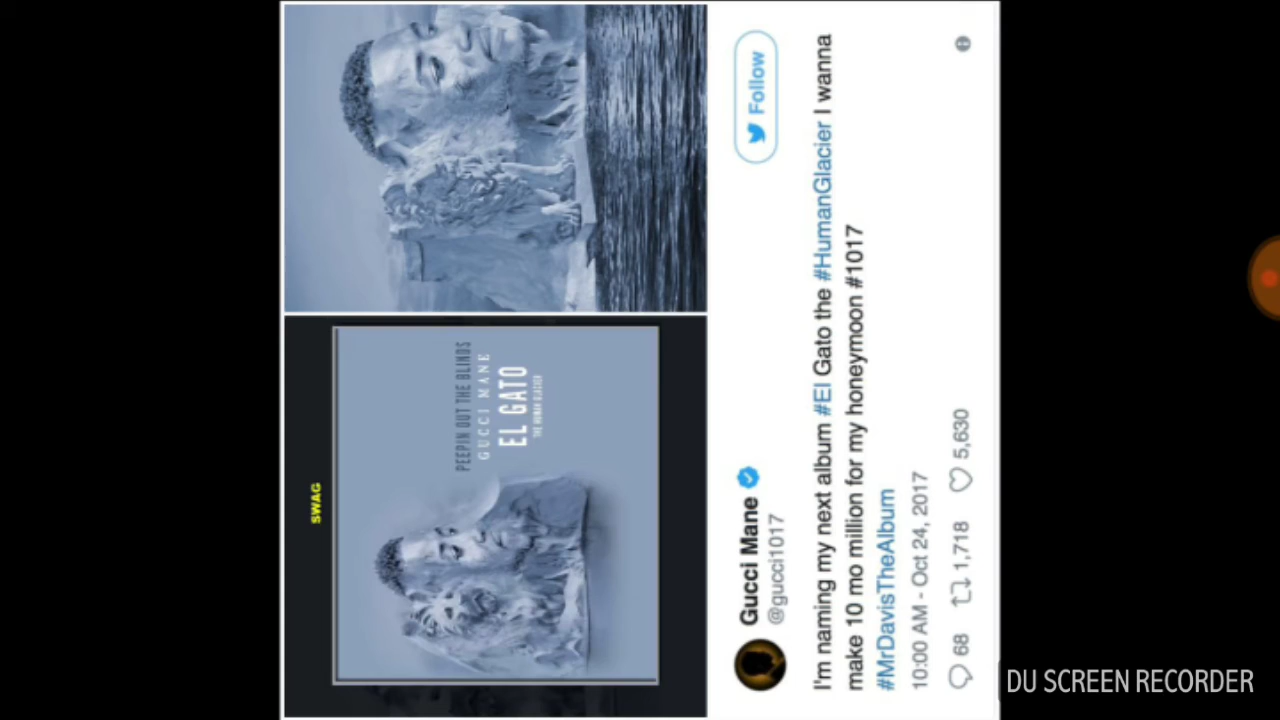 SWAG
PEEPIN OUT THE BLINDS
GUCCI MANE
EL GATO
THE HUMAN GLACIER
Gucci Mane
@gucci1017
Follow
I'm naming my next album #El Gato the #HumanGlacier I wanna
make 10 mo million for my honeymoon #1017
#MrDavisTheAlbum
10:00 AM - Oct 24, 2017
68 1,718 5,630
DU SCREEN RECORDER